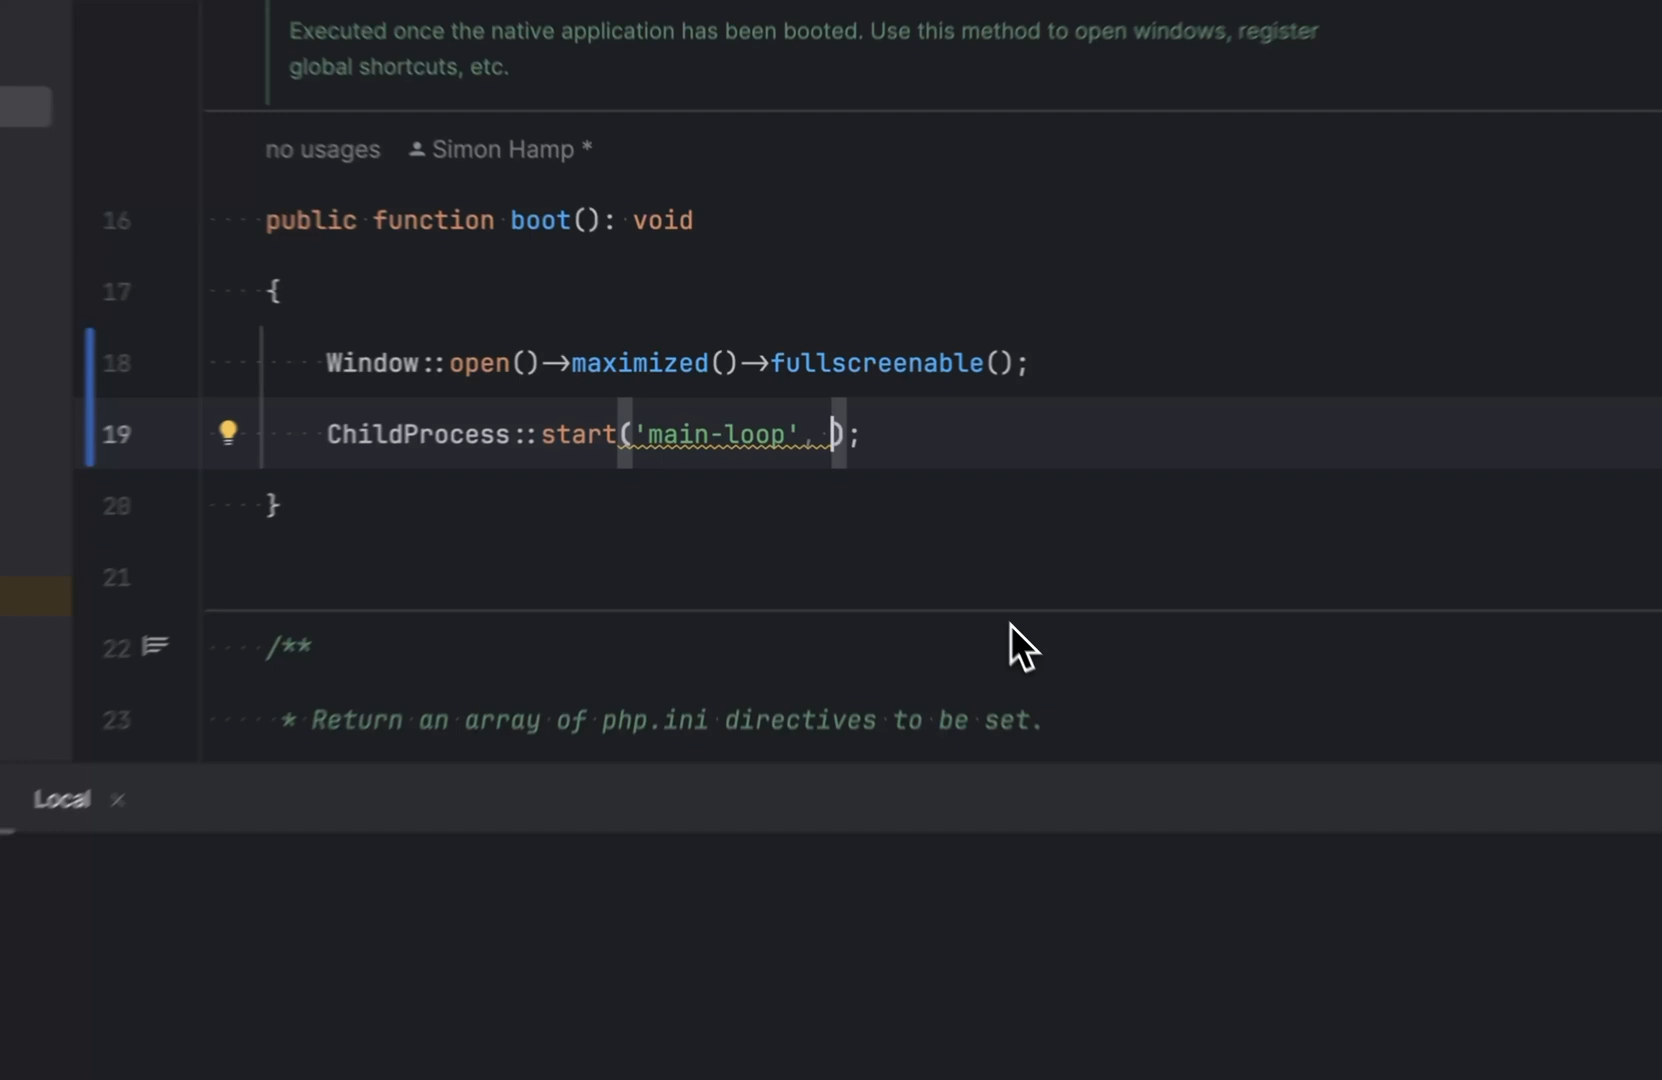 Executed once the native application has been booted. Use this method to open windows, register
global shortcuts, etc.
no usages Simon Hamp *
16 public function boot(): void
17 {
18 Window::open()→maximized()→fullscreenable();
19 ChildProcess::start('main-loop', );
20 }
21
22 /**
23 * Return an array of php.ini directives to be set.
Local ×